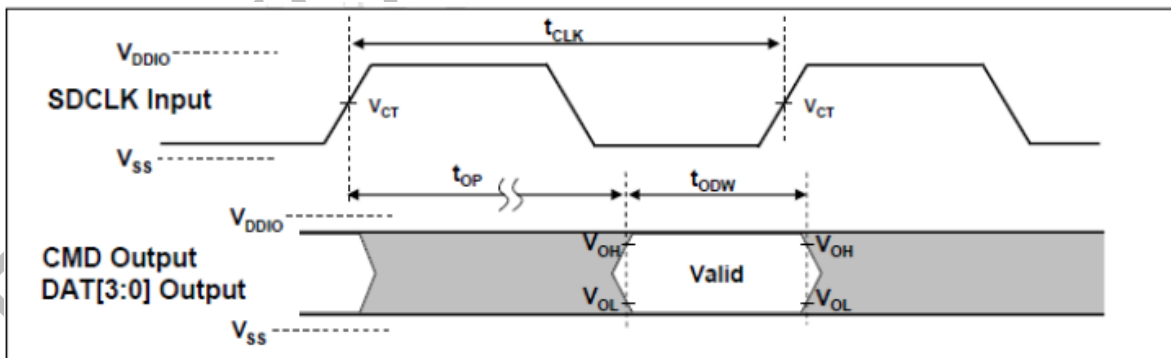 tCLK
VDDIO
SDCLK Input
VCT
VCT
VSS
tOP
tODW
VDDIO
CMD Output
DAT[3:0] Output
VOH
Valid
VOH
VOL
VOL
VSS